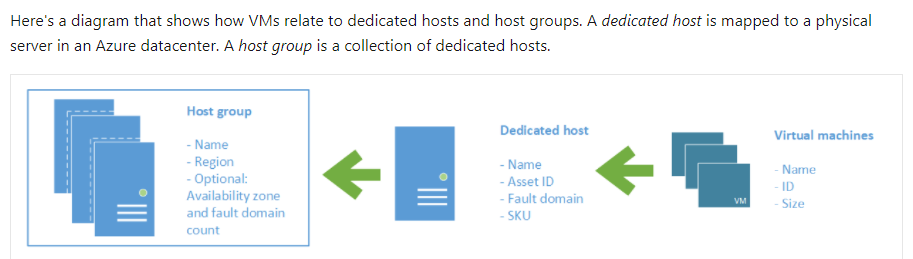 Here's a diagram that shows how VMs relate to dedicated hosts and host groups. A dedicated host is mapped to a physical
server in an Azure datacenter. A host group is a collection of dedicated hosts.
Host group
- Name
- Region
- Optional:
Availability zone
and fault domain
count
Dedicated host
- Name
- Asset ID
- Fault domain
- SKU
VM
Virtual machines
- Name
- ID
- Size